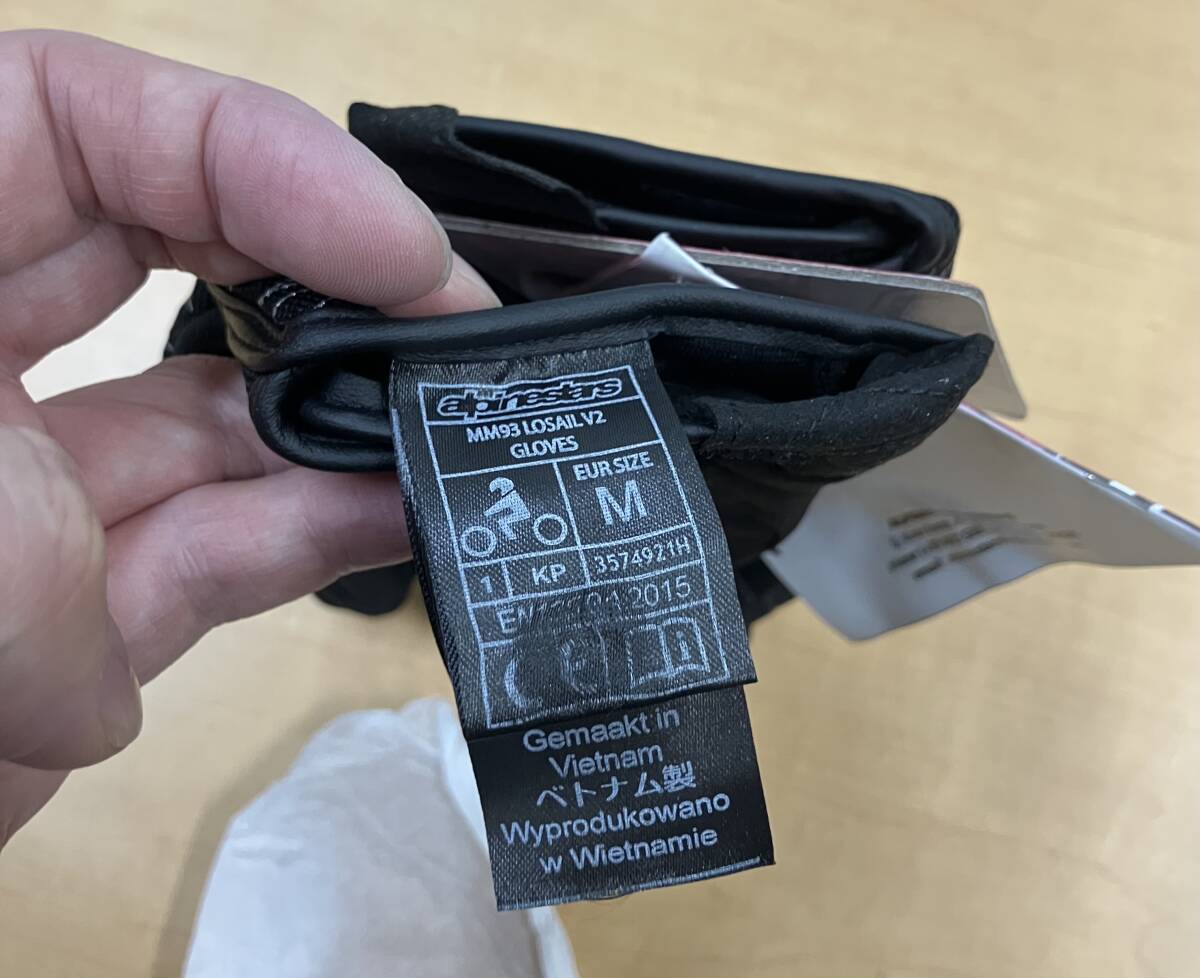 alpinestars
MM93 LOSAIL V2
GLOVES
EUR SIZE
M
1 KP 3574921H
2015
Gemaakt in
Vietnam
ベトナム製
Wyprodukowano
w Wietnamie